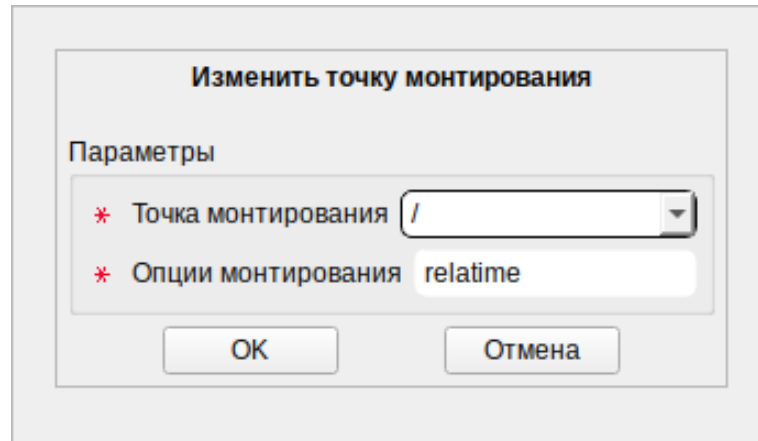 Изменить точку монтирования
Параметры
* Точка монтирования /
* Опции монтирования relatime
OK Отмена